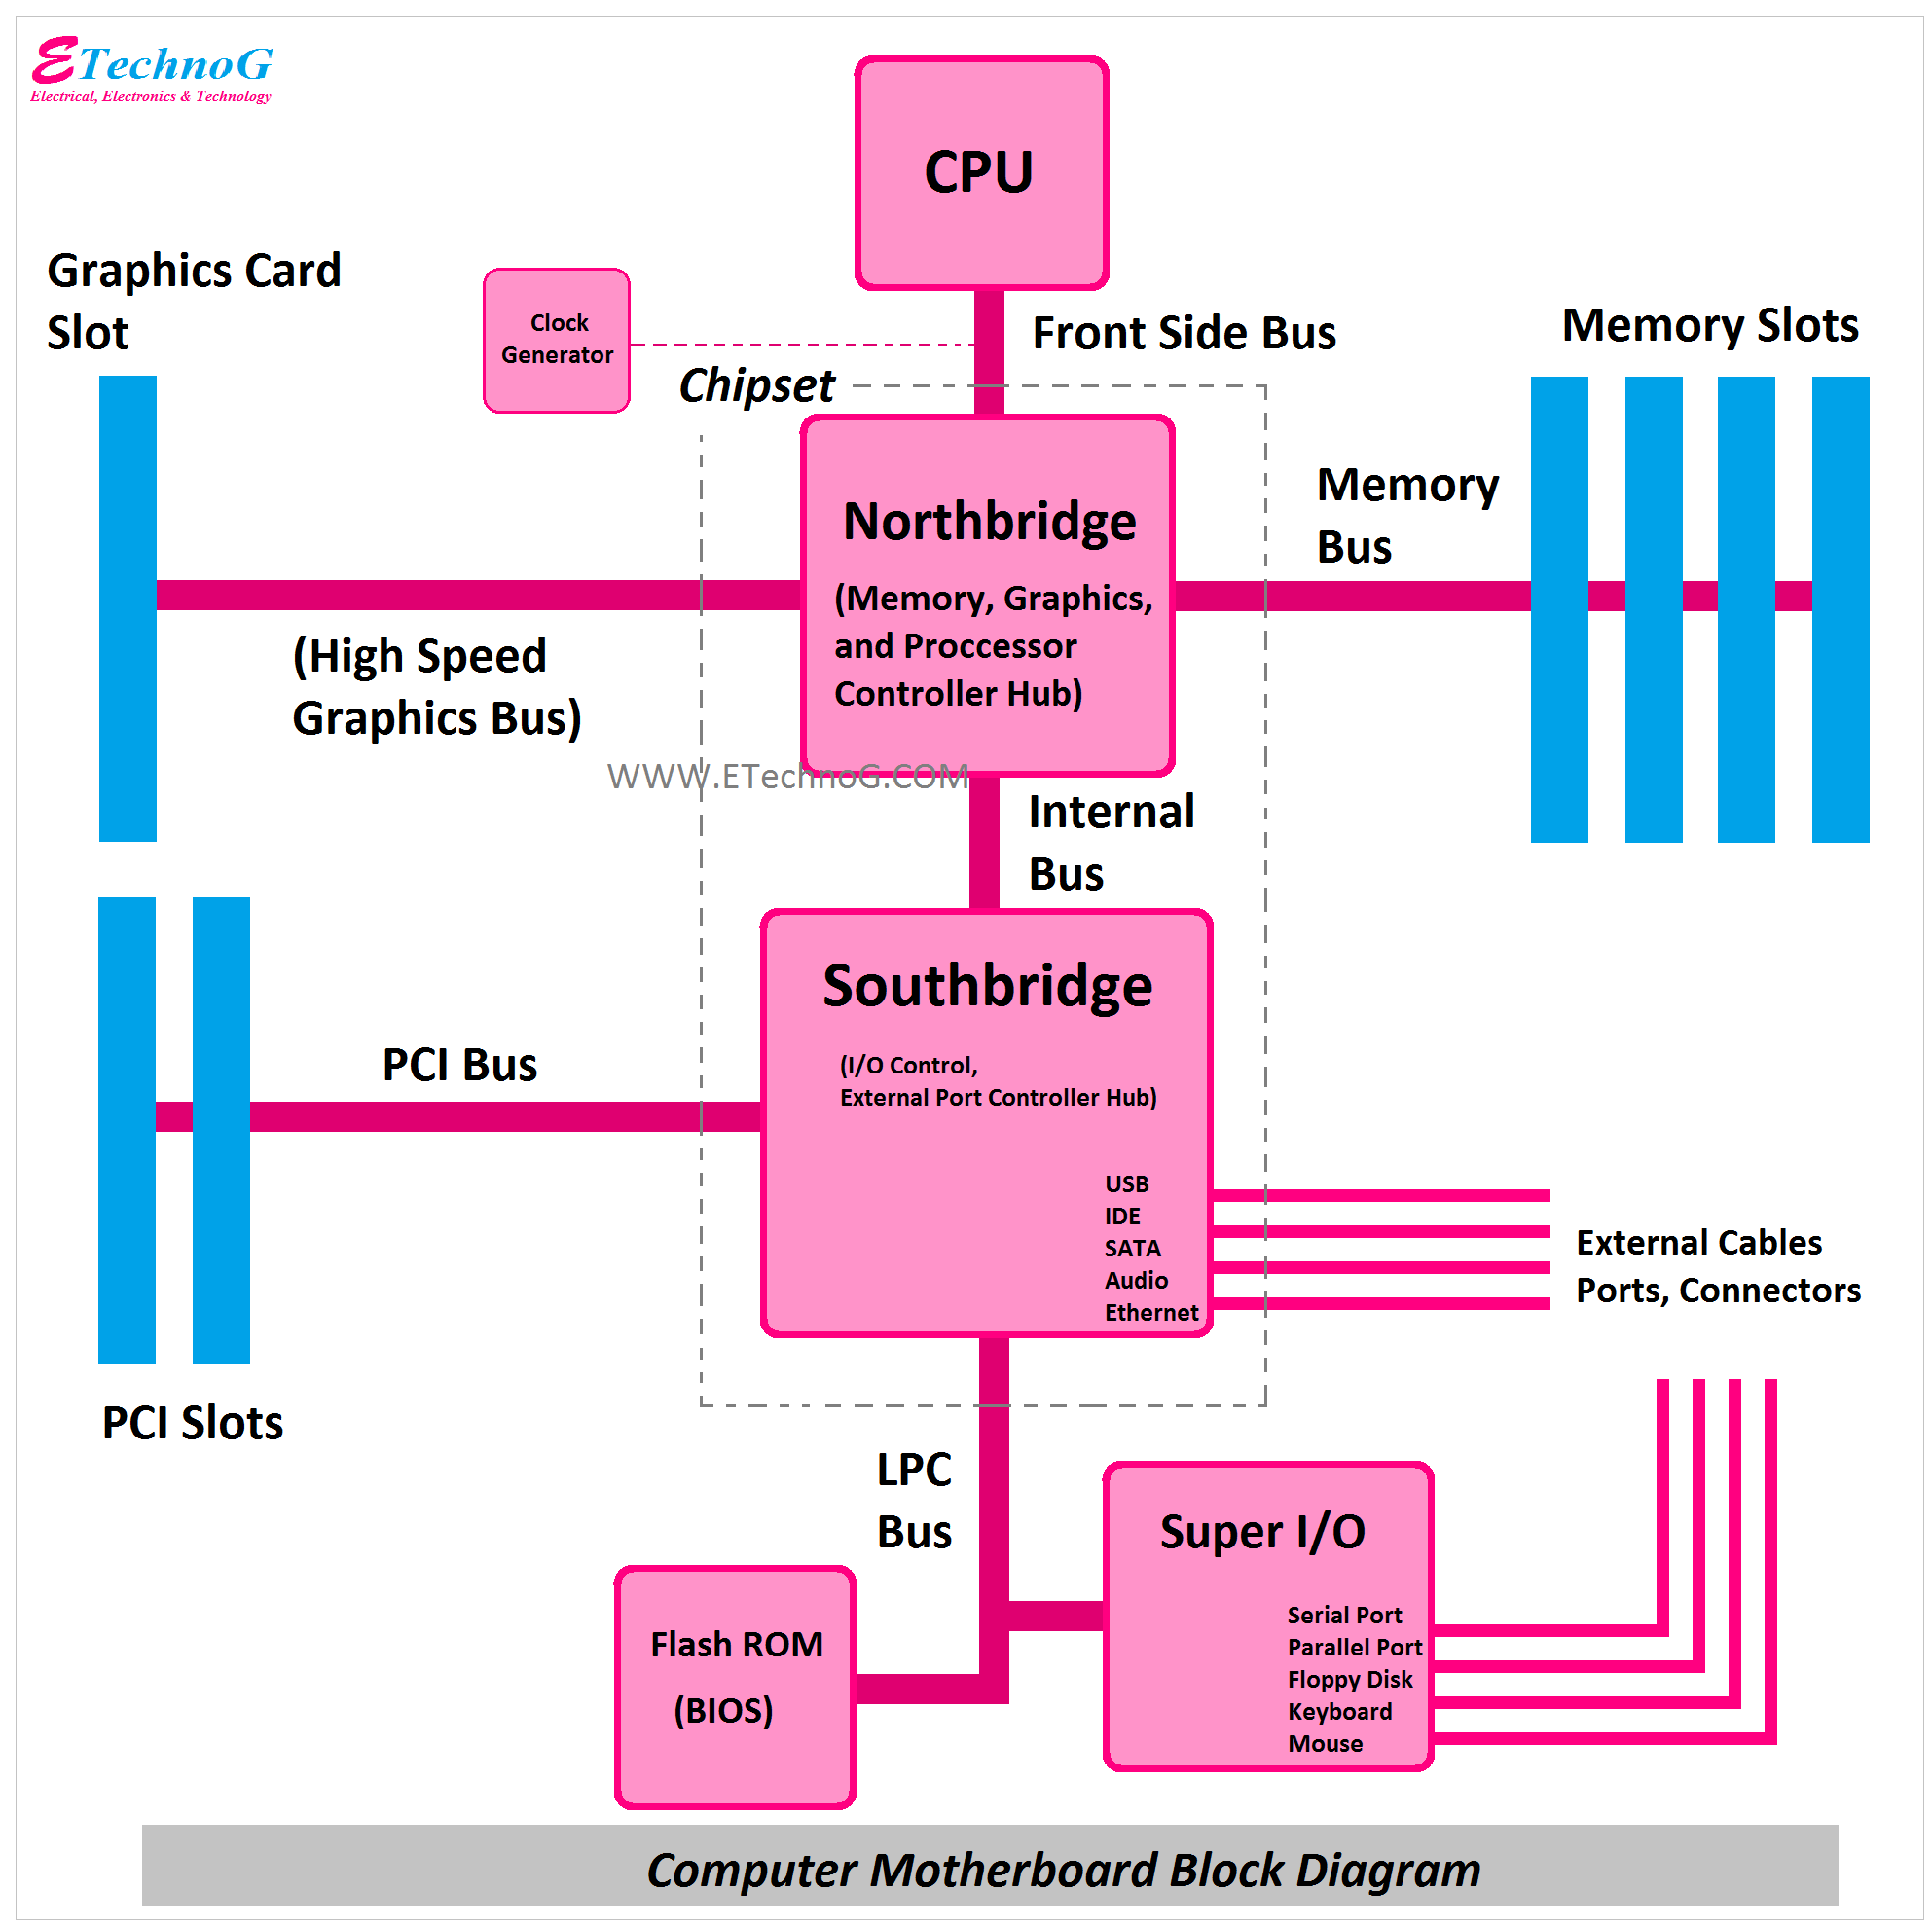 ETechnoG
Electrical, Electronics & Technology
CPU
Graphics Card
Slot
Clock
Generator
Front Side Bus
Memory Slots
Chipset
Memory
Bus
Northbridge
(Memory, Graphics,
and Proccessor
Controller Hub)
(High Speed
Graphics Bus)
WWW.ETechnoG.COM
Internal
Bus
Southbridge
(I/O Control,
External Port Controller Hub)
PCI Bus
USB
IDE
SATA
Audio
Ethernet
External Cables
Ports, Connectors
PCI Slots
LPC
Bus
Super I/O
Serial Port
Parallel Port
Floppy Disk
Keyboard
Mouse
Flash ROM
(BIOS)
Computer Motherboard Block Diagram